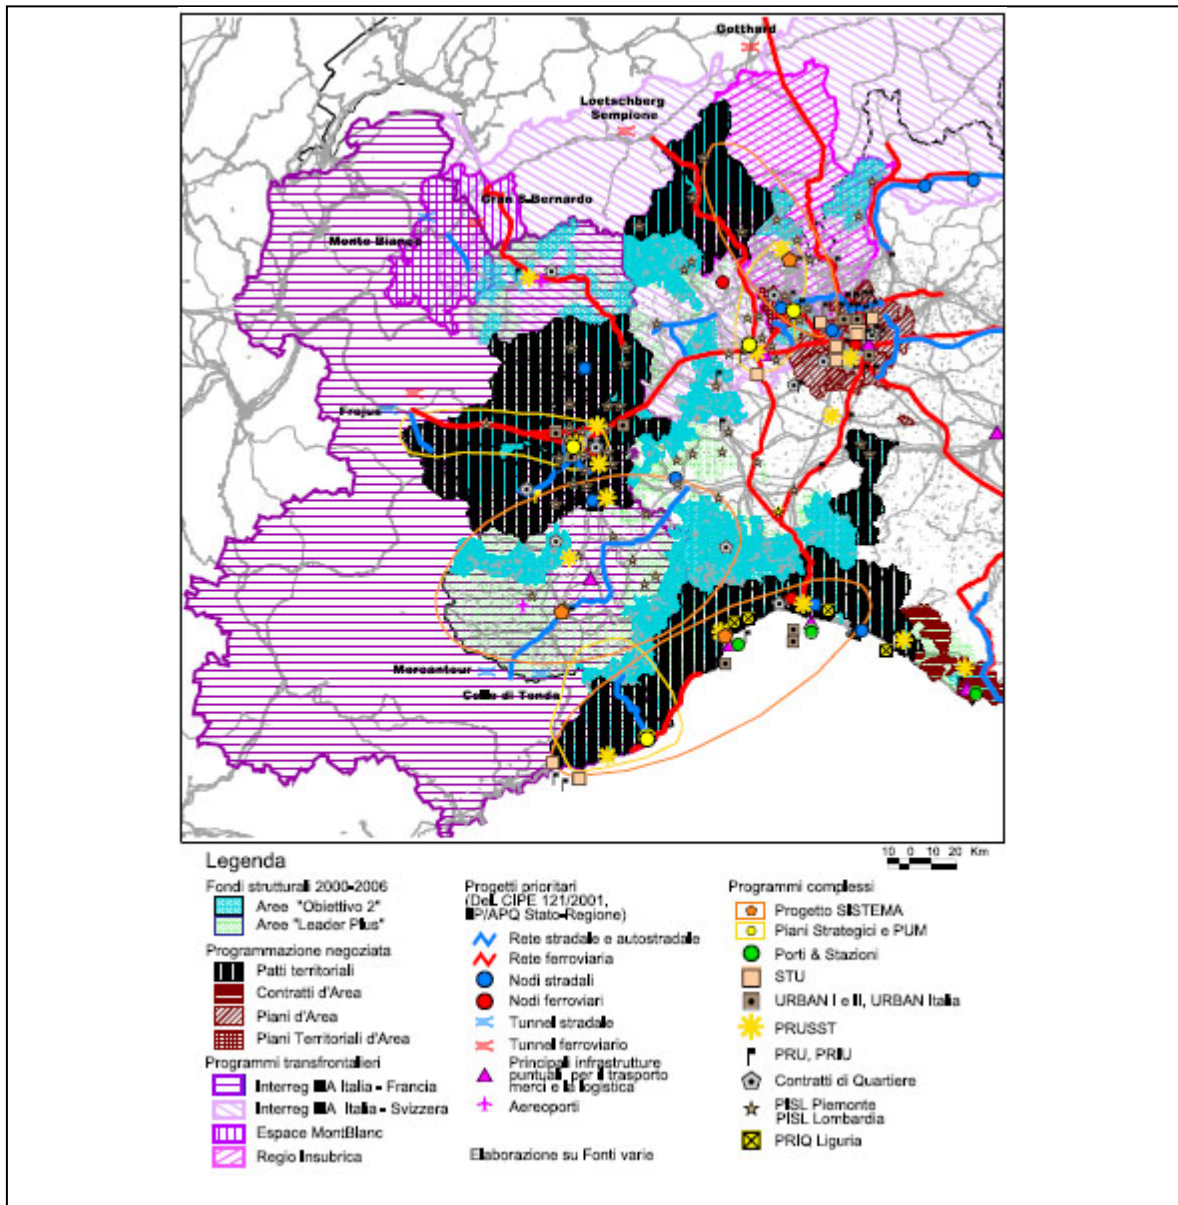 Gotthard
Loetschberg
Sempione
Gran S.Bernardo
Monte Bianco
Frejus
Mercantour
Colle di Tenda
10 0 10 20 Km
Legenda
Fondi strutturali 2000-2006
Aree "Obiettivo 2"
Aree "Leader Plus"
Programmazione negoziata
Patti territoriali
Contratti d'Area
Piani d'Area
Piani Territoriali d'Area
Programmi transfrontalieri
Interreg IIIA Italia - Francia
Interreg IIIA Italia - Svizzera
Espace MontBlanc
Regio Insubrica
Progetti prioritari
(Del. CIPE 121/2001,
IIP/APQ Stato-Regione)
Rete stradale e autostradale
Rete ferroviaria
Nodi stradali
Nodi ferroviari
Tunnel stradale
Tunnel ferroviario
Principali infrastrutture
puntuali per il trasporto
merci e la logistica
Aereoporti
Elaborazione su Fonti varie
Programmi complessi
Progetto SISTEMA
Piani Strategici e PUM
Porti & Stazioni
STU
URBAN I e II, URBAN Italia
PRUSST
PRU, PRIU
Contratti di Quartiere
PISL Piemonte
PISL Lombardia
PRIQ Liguria